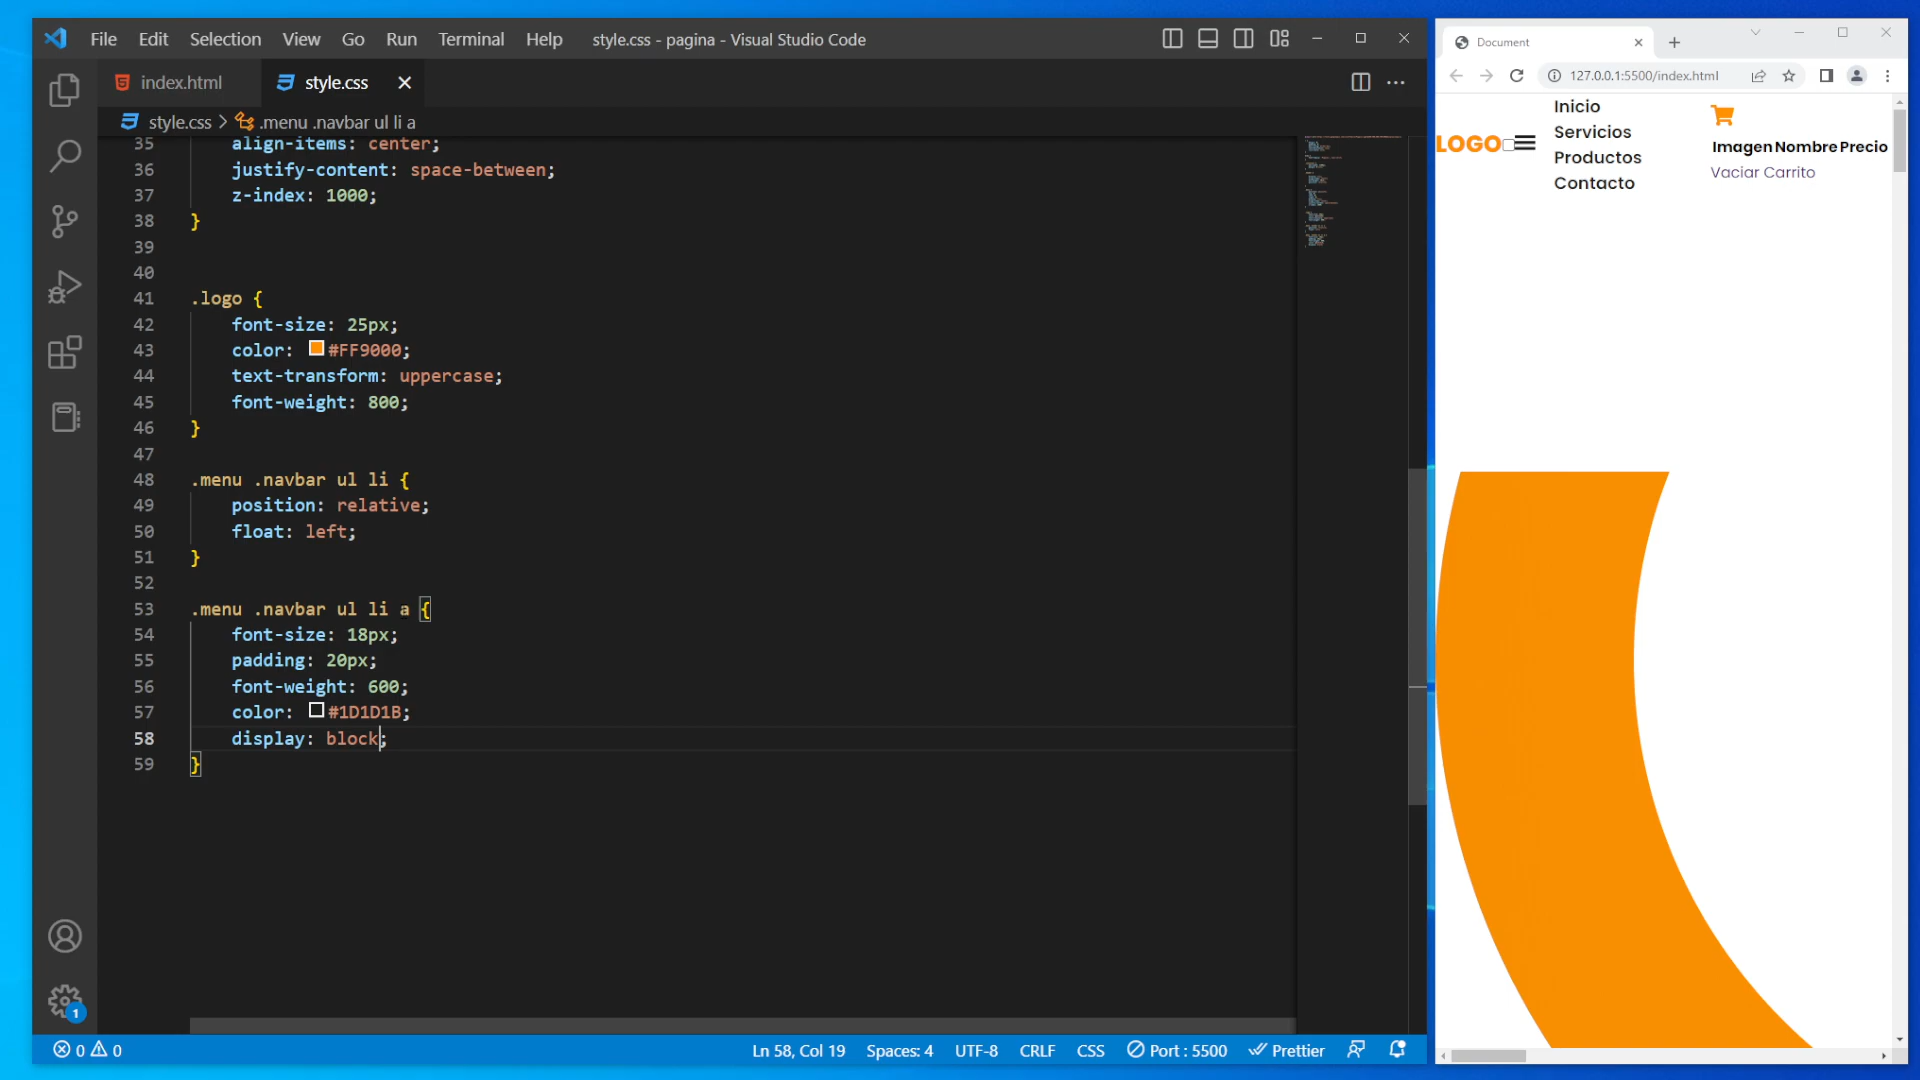 File Edit Selection View Go Run Terminal Help style.css - pagina - Visual Studio Code
index.html style.css
style.css > .menu .navbar ul li a
35 align-items: center;
36 justify-content: space-between;
37 z-index: 1000;
38 }
39
40
41 .logo {
42 font-size: 25px;
43 color: #FF9000;
44 text-transform: uppercase;
45 font-weight: 800;
46 }
47
48 .menu .navbar ul li {
49 position: relative;
50 float: left;
51 }
52
53 .menu .navbar ul li a {
54 font-size: 18px;
55 padding: 20px;
56 font-weight: 600;
57 color: #1D1D1B;
58 display: block;
59 }
1
0 0 Ln 58, Col 19 Spaces: 4 UTF-8 CRLF CSS Port : 5500 Prettier
Document
127.0.0.1:5500/index.html
LOGO
Inicio
Servicios
Productos
Contacto
Imagen Nombre Precio
Vaciar Carrito